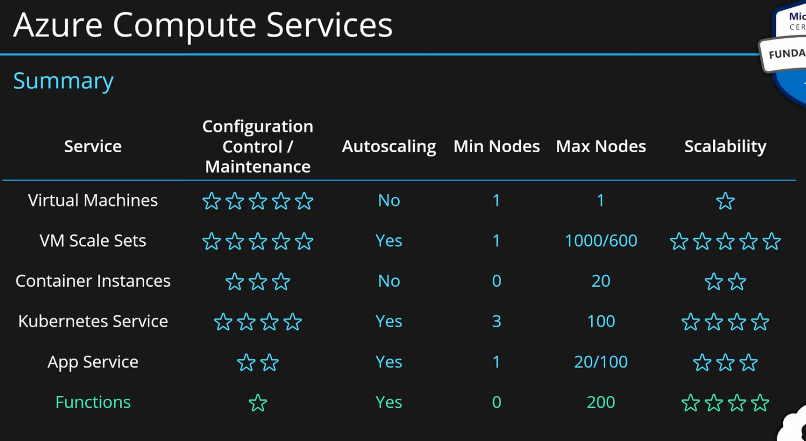 Azure Compute Services
Summary
Mic
CER
FUNDA
Service Configuration Control / Maintenance Autoscaling Min Nodes Max Nodes Scalability
Virtual Machines No 1 1
VM Scale Sets Yes 1 1000/600
Container Instances No 0 20
Kubernetes Service Yes 3 100
App Service Yes 1 20/100
Functions Yes 0 200